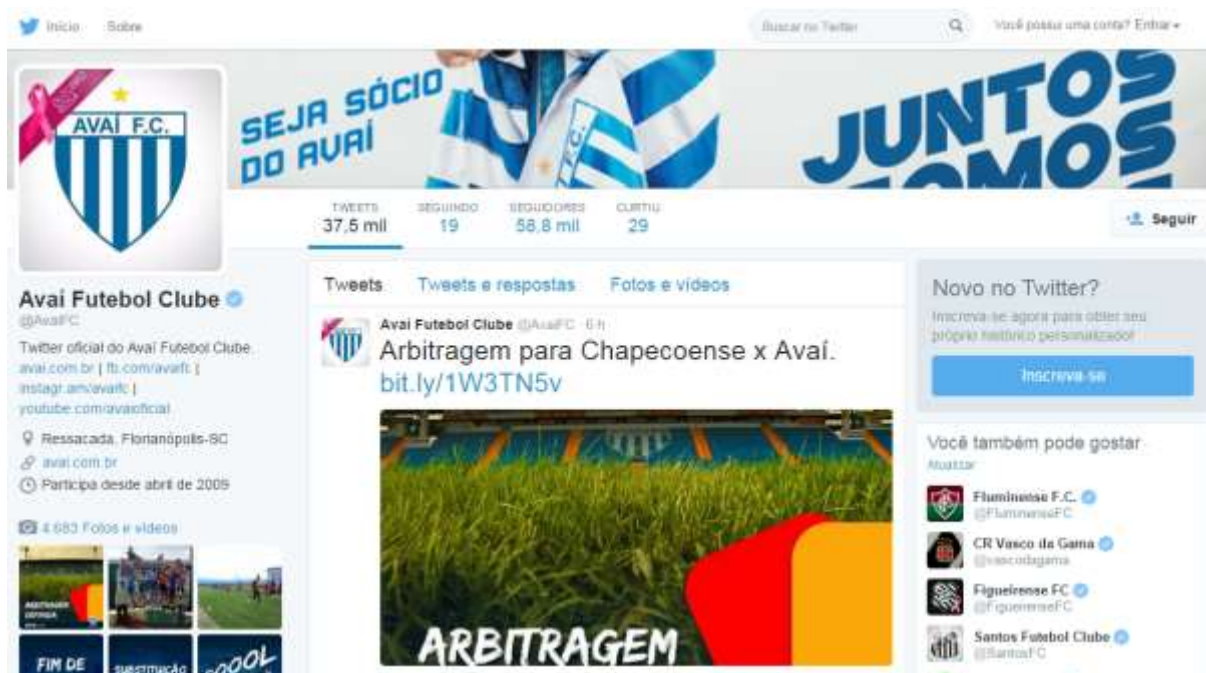 Início Sobre
Buscar no Twitter
Você possui uma conta? Entrar
AVAÍ F.C.
SEJA SÓCIO
DO AVAÍ
F.C.
JUNTOS
SOMOS
TWEETS SEGUINDO SEGUIDORES CURTIU
37,5 mil 19 58,8 mil 29
Seguir
Avaí Futebol Clube
@AvaiFC
Twitter oficial do Avaí Futebol Clube.
avai.com.br | fb.com/avaifc |
instagr.am/avaifc |
youtube.com/avaioficial
Ressacada, Florianópolis-SC
avai.com.br
Participa desde abril de 2009
4.683 Fotos e vídeos
ARBITRAGEM
DEFINIDA
FIM DE
SUBSTITUIÇÃO
GOOOL
Tweets Tweets e respostas Fotos e vídeos
Avaí Futebol Clube @AvaiFC · 6 h
Arbitragem para Chapecoense x Avaí.
bit.ly/1W3TN5v
ARBITRAGEM
Novo no Twitter?
Inscreva-se agora para obter seu
próprio histórico personalizado!
Inscreva-se
Você também pode gostar
Atualizar
Fluminense F.C.
@FluminenseFC
CR Vasco da Gama
@vascodagama
Figueirense FC
@FigueirenseFC
Santos Futebol Clube
@SantosFC